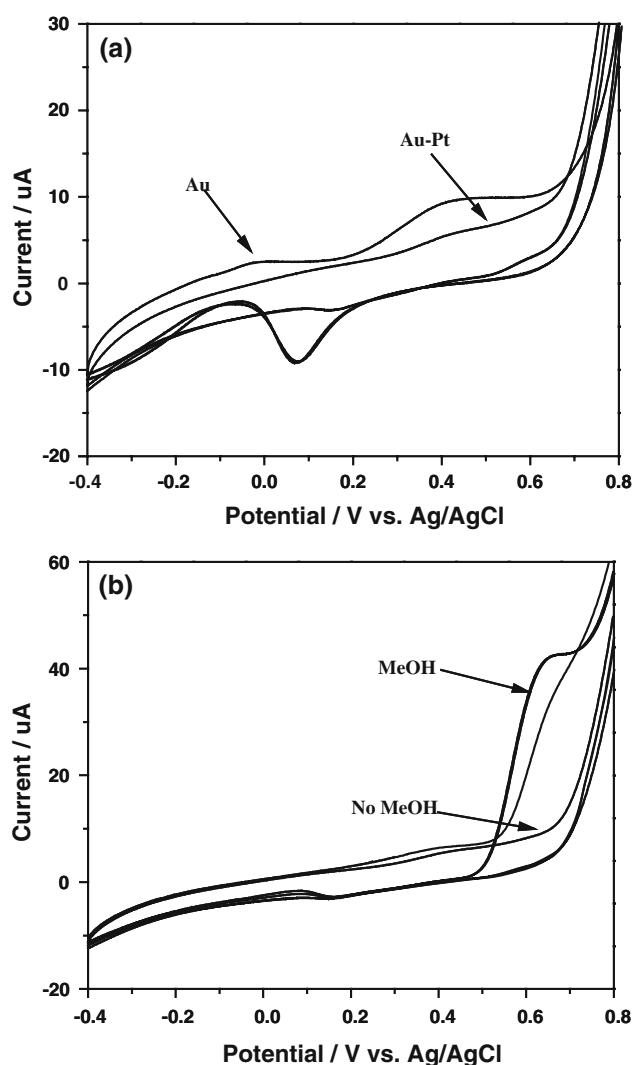 (a)
30
20
10
0
-10
-20
Current / uA
Au
Au-Pt
-0.4 -0.2 0.0 0.2 0.4 0.6 0.8
Potential / V vs. Ag/AgCl
(b)
60
40
20
0
-20
Current / uA
MeOH
No MeOH
-0.4 -0.2 0.0 0.2 0.4 0.6 0.8
Potential / V vs. Ag/AgCl